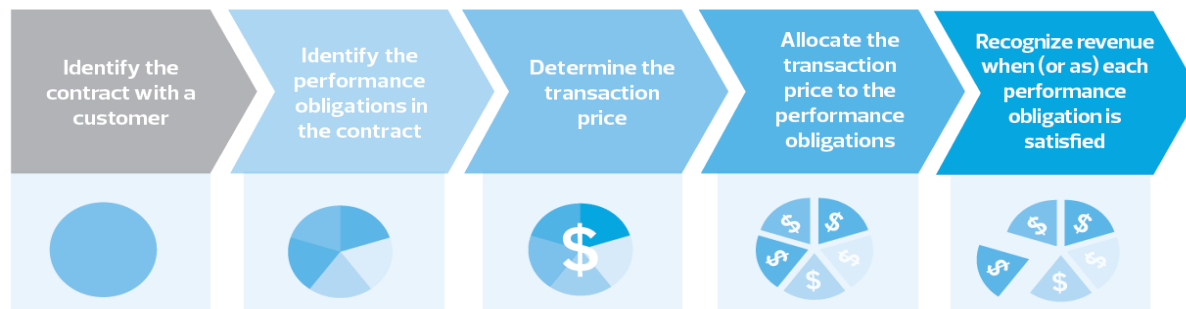 Identify the
contract with a
customer
Identify the
performance
obligations in
the contract
Determine the
transaction
price
Allocate the
transaction
price to the
performance
obligations
Recognize revenue
when (or as) each
performance
obligation is
satisfied
$
$
$
$
$
$
$
$
$
$
$